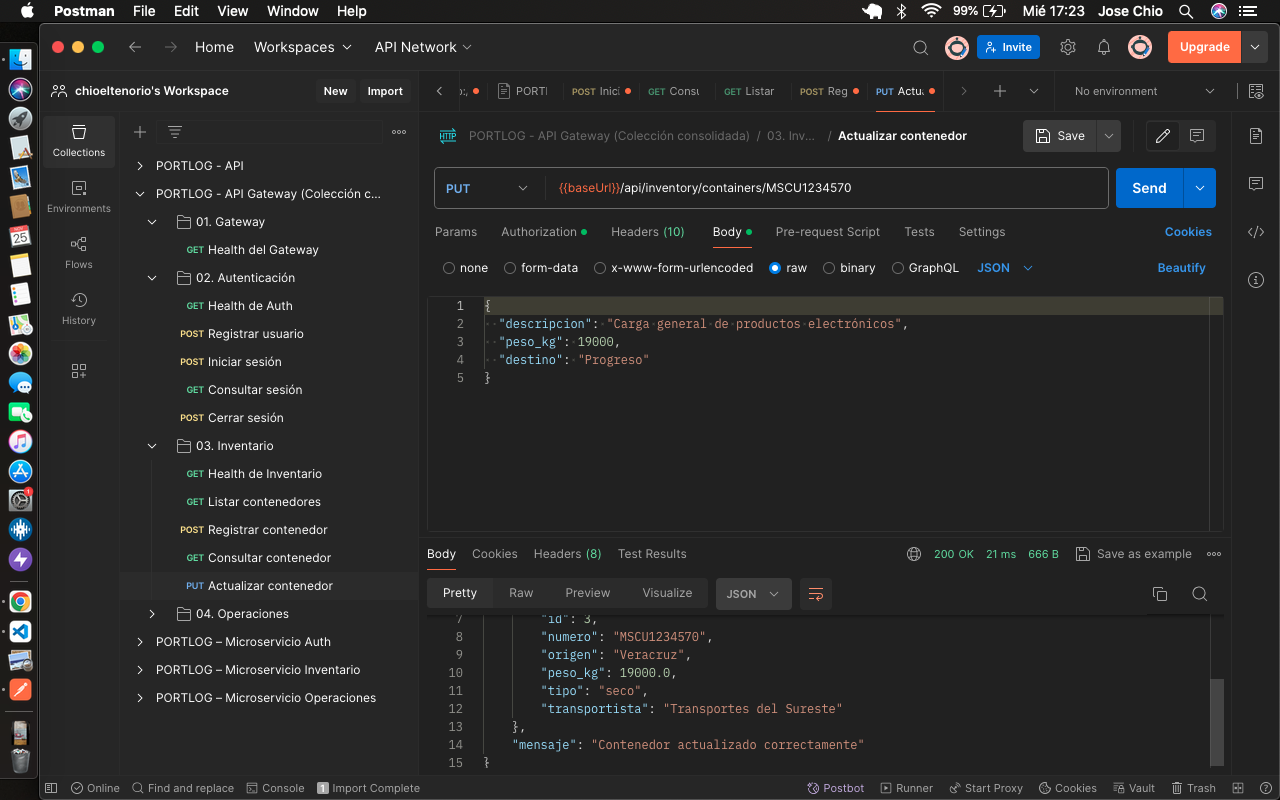 Postman File Edit View Window Help 99% Mié 17:23 Jose Chio
Home Workspaces API Network Invite Upgrade
chioeltenorio's Workspace New Import
PORTI POST Inici GET Consu GET Listar POST Reg PUT Actu No environment
Collections
Environments
Flows
History
PORTLOG - API
PORTLOG - API Gateway (Colección c...
01. Gateway
GET Health del Gateway
02. Autenticación
GET Health de Auth
POST Registrar usuario
POST Iniciar sesión
GET Consultar sesión
POST Cerrar sesión
03. Inventario
GET Health de Inventario
GET Listar contenedores
POST Registrar contenedor
GET Consultar contenedor
PUT Actualizar contenedor
04. Operaciones
PORTLOG – Microservicio Auth
PORTLOG – Microservicio Inventario
PORTLOG – Microservicio Operaciones
HTTP PORTLOG - API Gateway (Colección consolidada) / 03. Inv... / Actualizar contenedor Save
PUT {{baseUrl}}/api/inventory/containers/MSCU1234570 Send
Params Authorization Headers (10) Body Pre-request Script Tests Settings Cookies
none form-data x-www-form-urlencoded raw binary GraphQL JSON Beautify
1 {
2 "descripcion": "Carga general de productos electrónicos",
3 "peso_kg": 19000,
4 "destino": "Progreso"
5 }
Body Cookies Headers (8) Test Results 200 OK 21 ms 666 B Save as example
Pretty Raw Preview Visualize JSON
7 "id": 3,
8 "numero": "MSCU1234570",
9 "origen": "Veracruz",
10 "peso_kg": 19000.0,
11 "tipo": "seco",
12 "transportista": "Transportes del Sureste"
13 },
14 "mensaje": "Contenedor actualizado correctamente"
15 }
Online Find and replace Console 1 Import Complete Postbot Runner Start Proxy Cookies Vault Trash
NOV
25
1